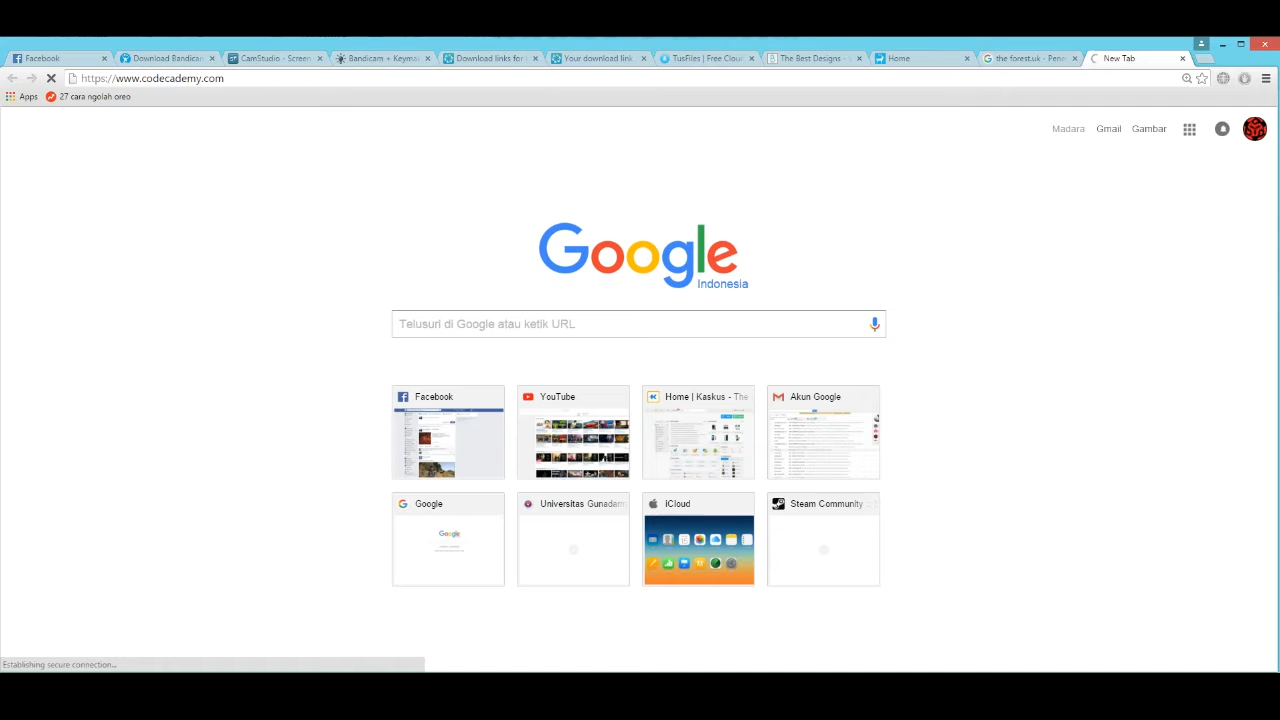 Facebook
Download Bandicam
CamStudio - Screen
Bandicam + Keyma
Download links for
Your download link
TusFiles | Free Clou
The Best Designs -
Home
the forest.uk - Pen
New Tab
https://www.codecademy.com
Apps
27 cara ngolah oreo
Madara
Gmail
Gambar
Google
Indonesia
Telusuri di Google atau ketik URL
Facebook
YouTube
Home | Kaskus - The
Akun Google
Google
Universitas Gunadar
iCloud
Steam Community ::
Establishing secure connection...